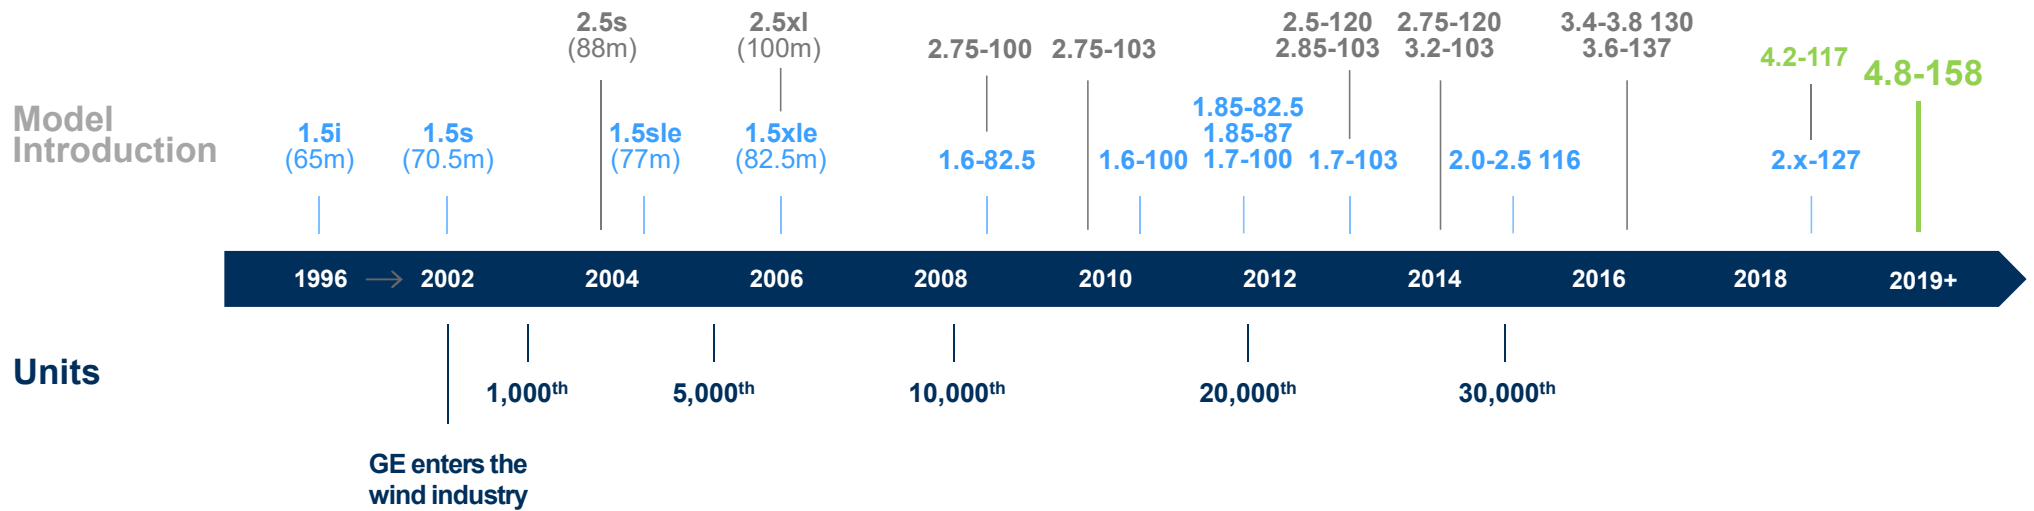 2.5s
(88m)
2.5xl
(100m)
2.75-100
2.75-103
2.5-120
2.85-103
2.75-120
3.2-103
3.4-3.8 130
3.6-137
4.2-117
4.8-158
Model
Introduction
1.5i
(65m)
1.5s
(70.5m)
1.5sle
(77m)
1.5xle
(82.5m)
1.6-82.5
1.6-100
1.85-82.5
1.85-87
1.7-100
1.7-103
2.0-2.5 116
2.x-127
1996 → 2002 2004 2006 2008 2010 2012 2014 2016 2018 2019+
Units
1,000th
5,000th
10,000th
20,000th
30,000th
GE enters the
wind industry